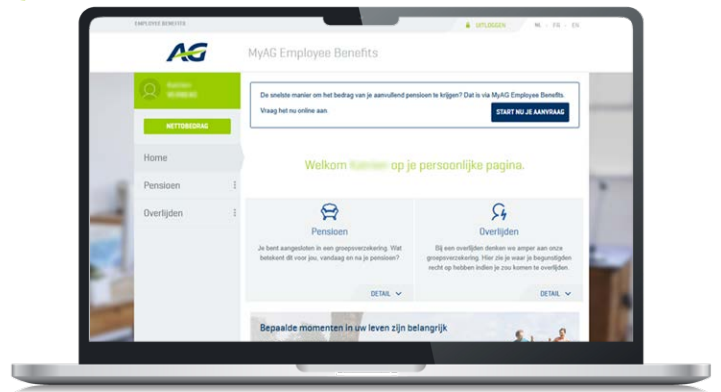 EMPLOYEE BENEFITS
UITLOGGEN
NL - FR - EN
AG
MyAG Employee Benefits
De snelste manier om het bedrag van je aanvullend pensioen te krijgen? Dat is via MyAG Employee Benefits.
Vraag het nu online aan.
START NU JE AANVRAAG
NETTOBEDRAG
Home
Pensioen
Overlijden
Welkom op je persoonlijke pagina.
Pensioen
Je bent aangesloten in een groepsverzekering. Wat
betekent dit voor jou, vandaag en na je pensioen?
DETAIL
Overlijden
Bij een overlijden denken we amper aan onze
groepsverzekering. Hier zie je waar je begunstigden
recht op hebben indien je zou komen te overlijden.
DETAIL
Bepaalde momenten in uw leven zijn belangrijk